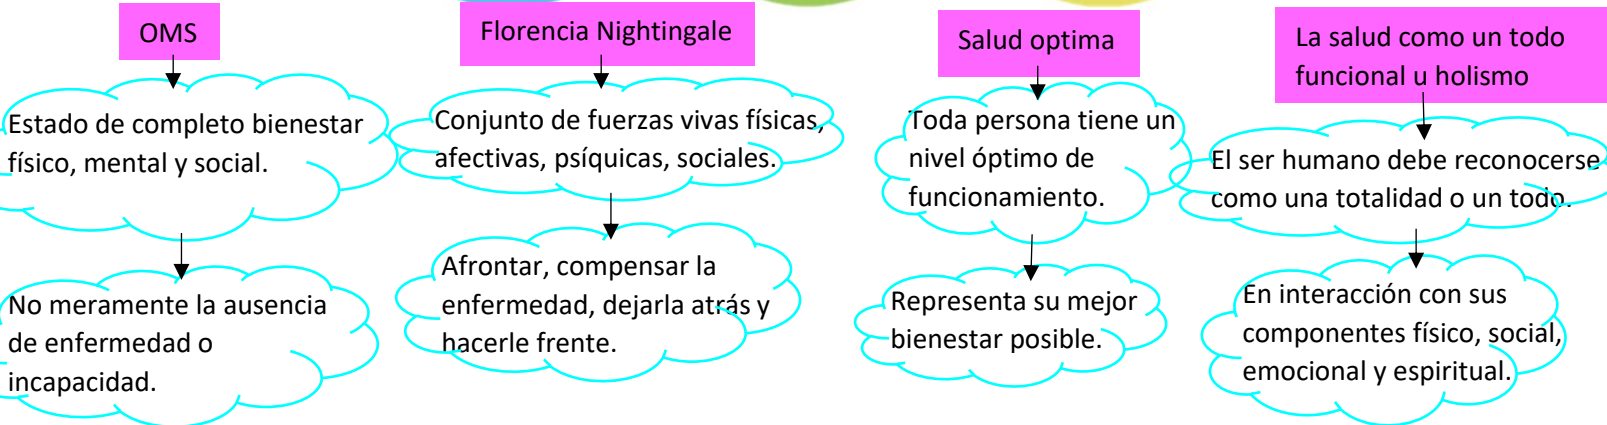 OMS
Estado de completo bienestar
físico, mental y social.
No meramente la ausencia
de enfermedad o
incapacidad.
Florencia Nightingale
Conjunto de fuerzas vivas físicas,
afectivas, psíquicas, sociales.
Afrontar, compensar la
enfermedad, dejarla atrás y
hacerle frente.
Salud optima
Toda persona tiene un
nivel óptimo de
funcionamiento.
Representa su mejor
bienestar posible.
La salud como un todo
funcional u holismo
El ser humano debe reconocerse
como una totalidad o un todo.
En interacción con sus
componentes físico, social,
emocional y espiritual.